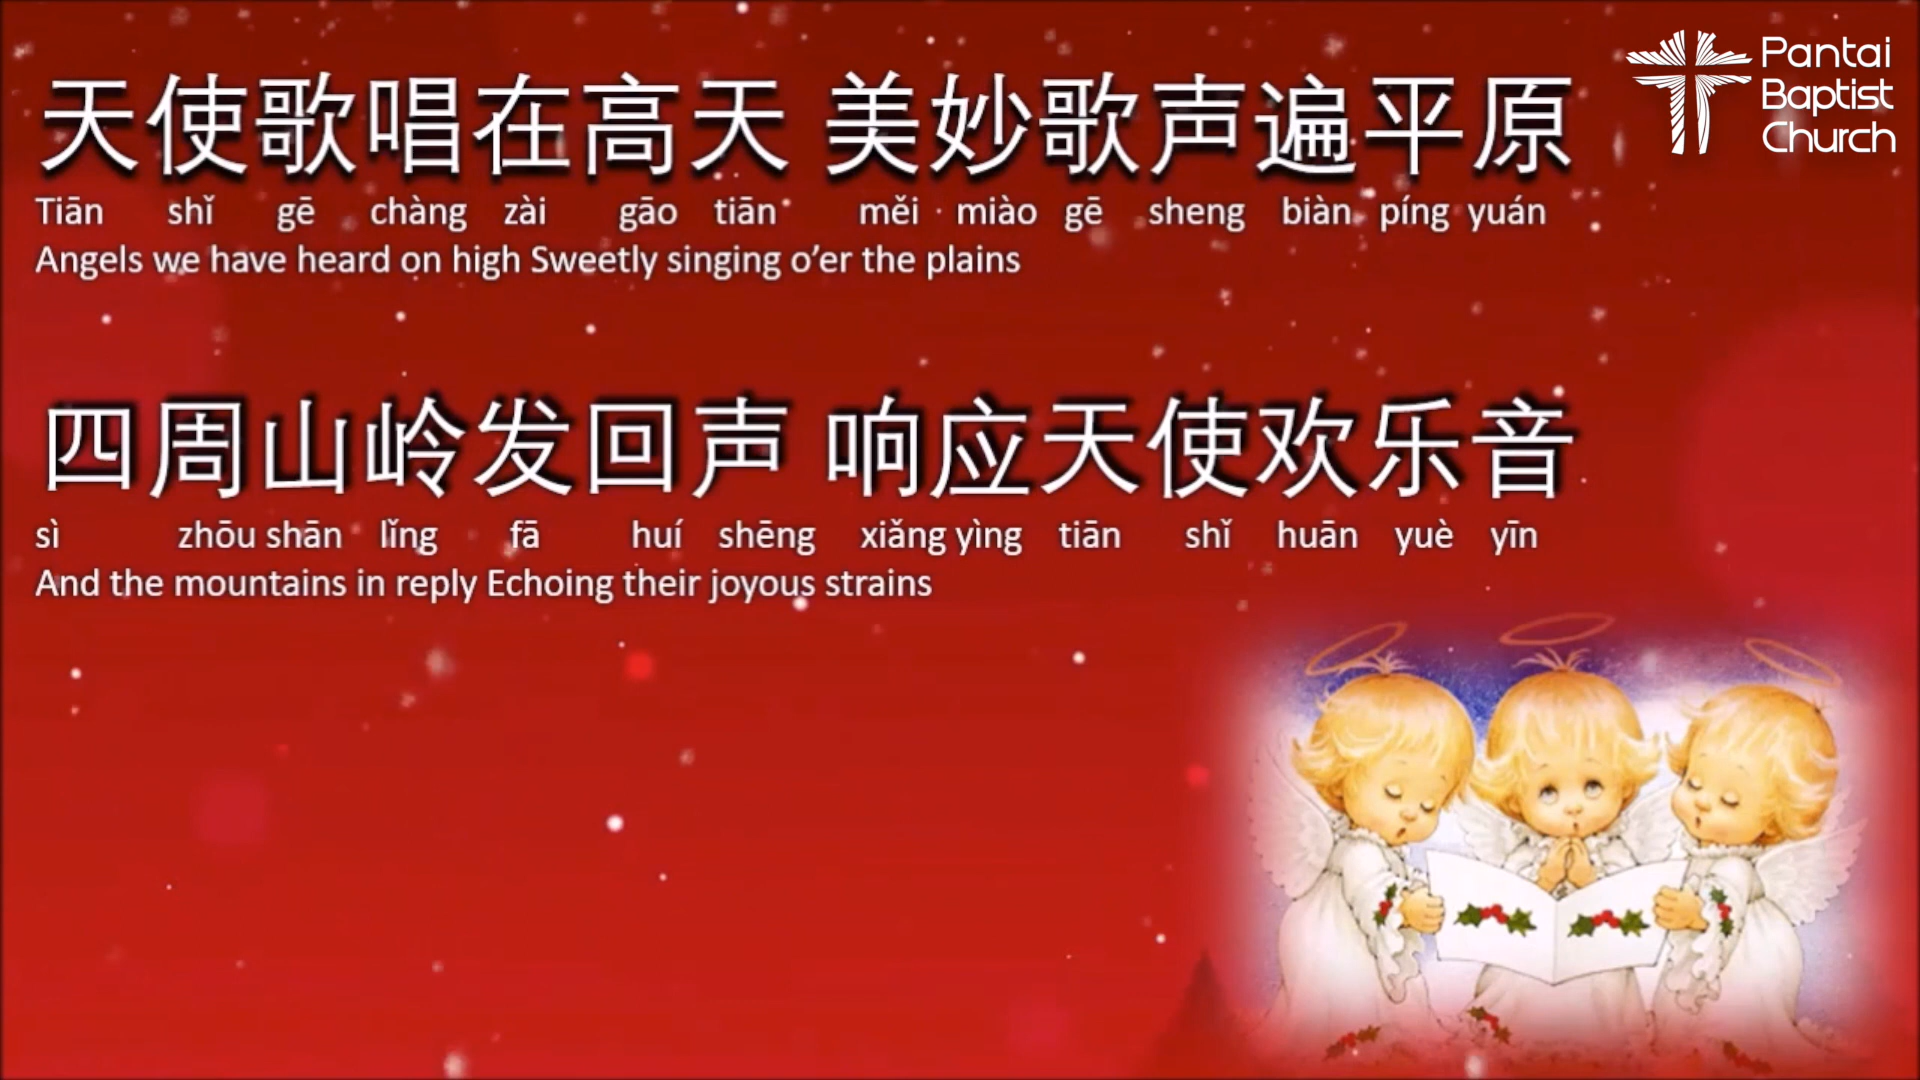 天使歌唱在高天 美妙歌声遍平原
Tiān shǐ gē chàng zài gāo tiān měi miào gē sheng biàn píng yuán
Angels we have heard on high Sweetly singing o’er the plains
四周山岭发回声 响应天使欢乐音
sì zhōu shān lǐng fā huí shēng xiǎng yìng tiān shǐ huān yuè yīn
And the mountains in reply Echoing their joyous strains
Pantai
Baptist
Church